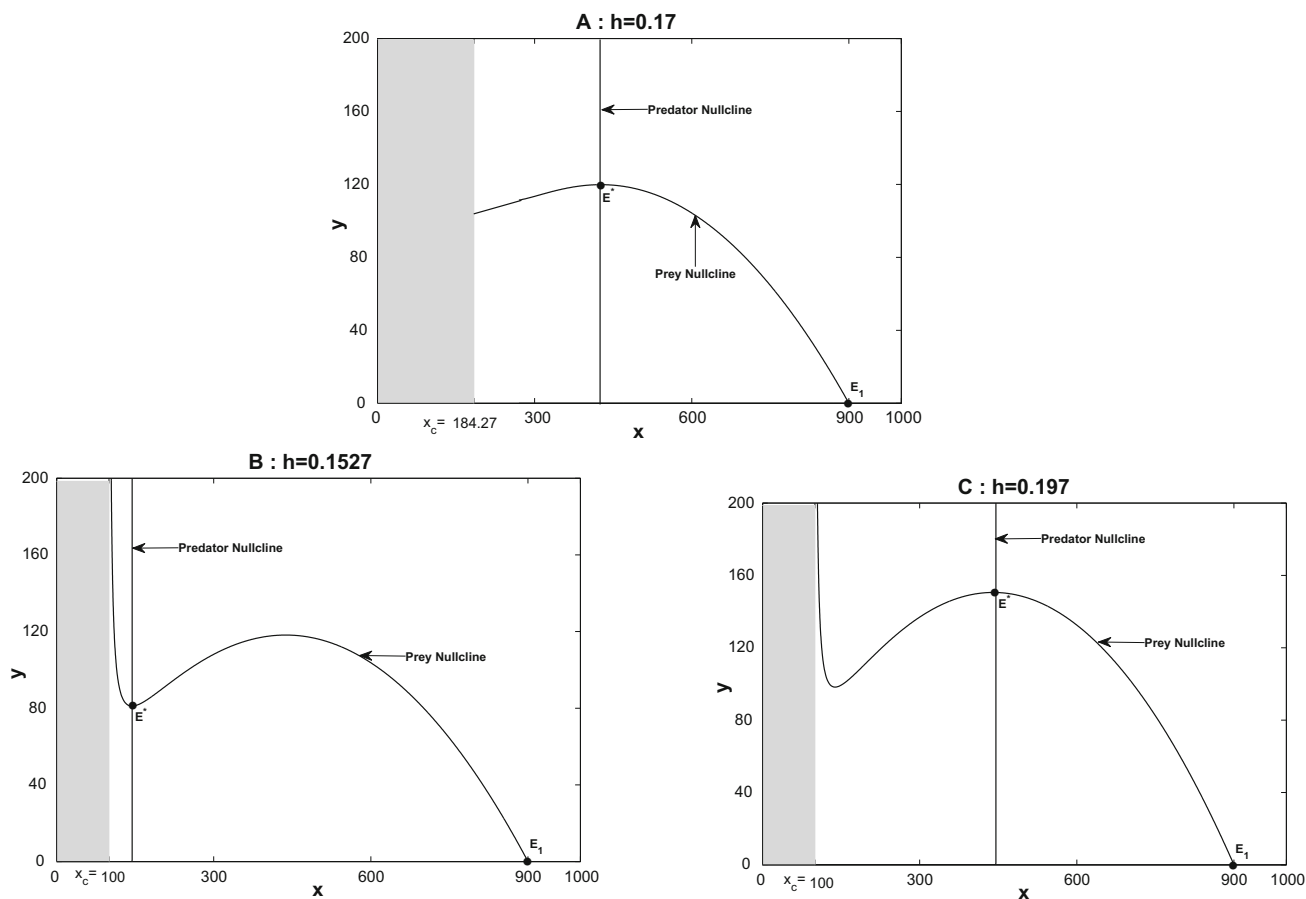 A : h=0.17
200
160
120
80
40
0
y
Predator Nullcline
E*
Prey Nullcline
E1
0
300
600
900
1000
xc= 184.27
x
B : h=0.1527
200
160
120
80
40
0
y
Predator Nullcline
Prey Nullcline
E*
E1
0
xc= 100
300
600
900
1000
x
C : h=0.197
200
160
120
80
40
0
y
Predator Nullcline
E*
Prey Nullcline
E1
0
xc= 100
300
600
900
1000
x